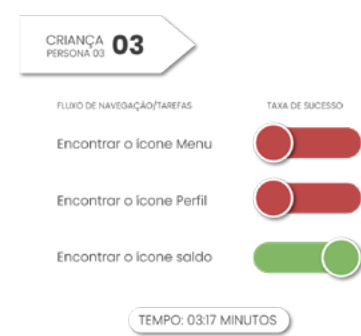 CRIANÇA 03
PERSONA 03
FLUXO DE NAVEGAÇÃO/TAREFAS
TAXA DE SUCESSO
Encontrar o ícone Menu
Encontrar o ícone Perfil
Encontrar o ícone saldo
TEMPO: 03:17 MINUTOS